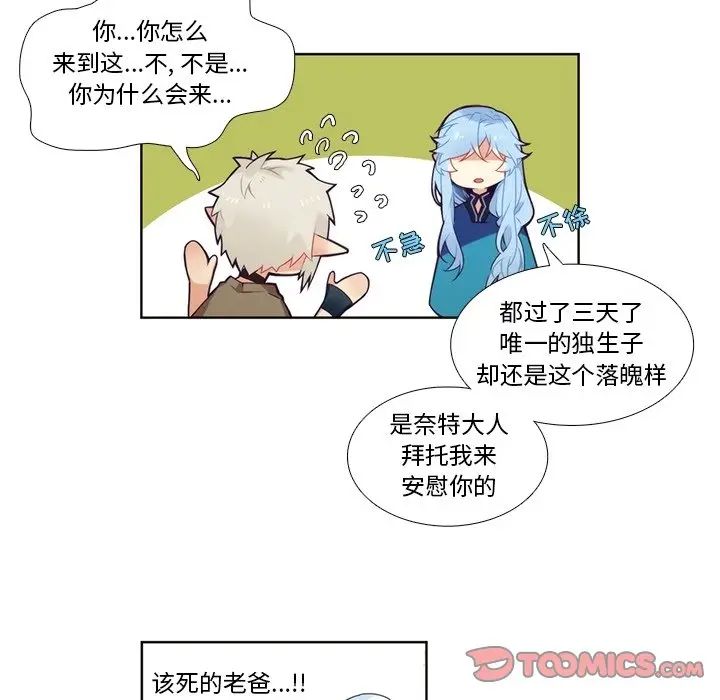 你...你怎么
来到这...不, 不是...
你为什么会来...
不急
不徐
都过了三天了
唯一的独生子
却还是这个落魄样
是奈特大人
拜托我来
安慰你的
该死的老爸...!!
TOOMICS.COM